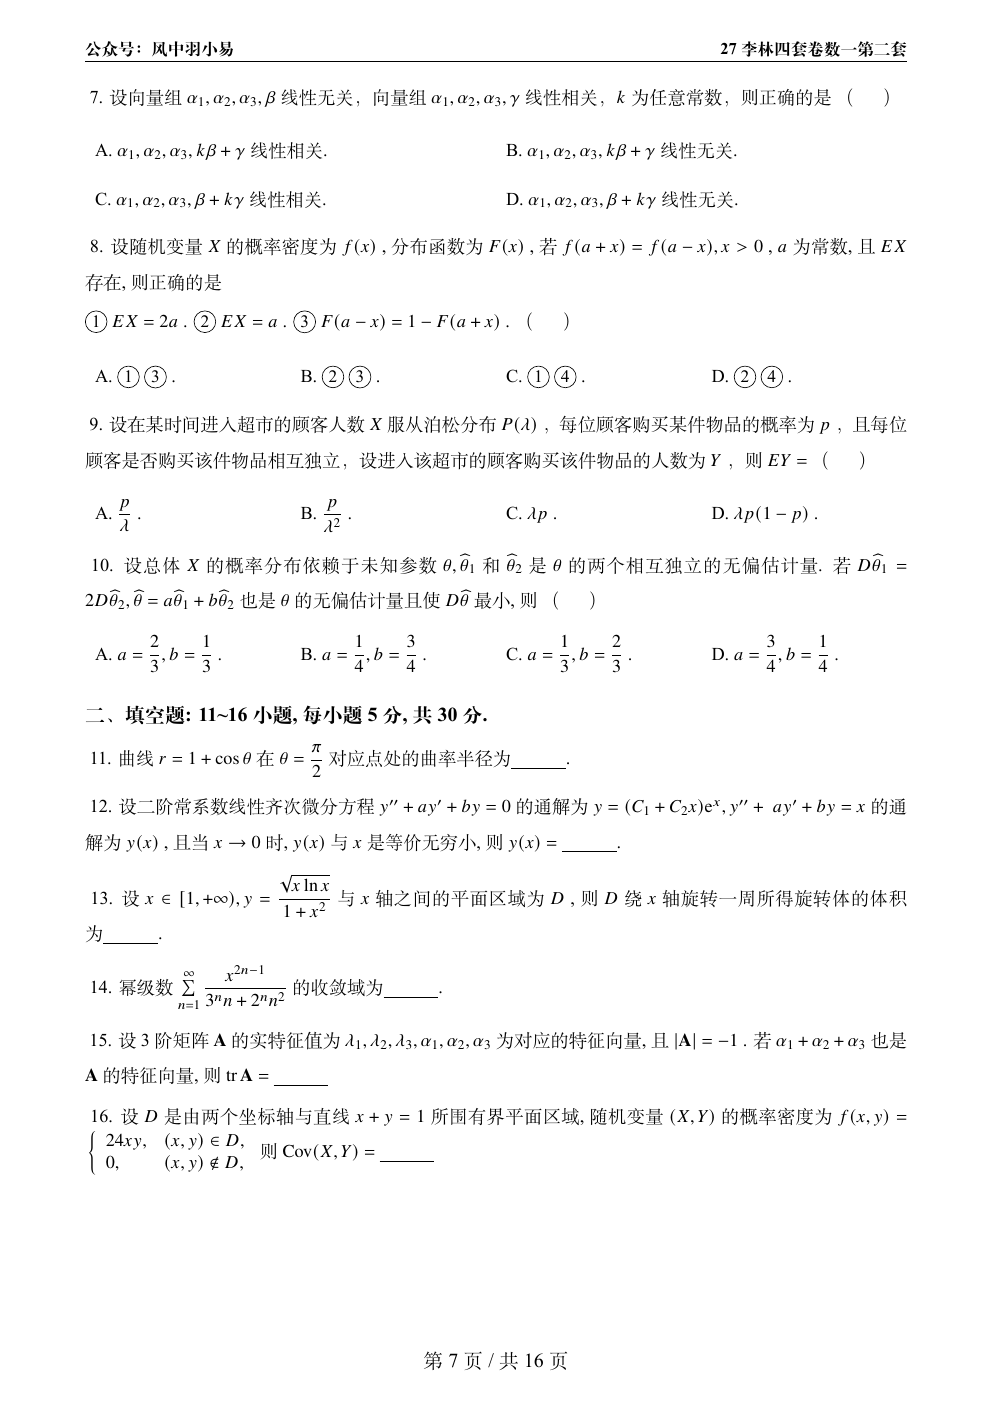 公众号：风中羽小易 27 李林四套卷数一第二套
7. 设向量组 α₁, α₂, α₃, β 线性无关，向量组 α₁, α₂, α₃, γ 线性相关，k 为任意常数，则正确的是（ ）
A. α₁, α₂, α₃, kβ + γ 线性相关. B. α₁, α₂, α₃, kβ + γ 线性无关.
C. α₁, α₂, α₃, β + kγ 线性相关. D. α₁, α₂, α₃, β + kγ 线性无关.
8. 设随机变量 X 的概率密度为 f(x) , 分布函数为 F(x) , 若 f(a + x) = f(a − x), x > 0 , a 为常数, 且 EX
存在, 则正确的是
① EX = 2a . ② EX = a . ③ F(a − x) = 1 − F(a + x) . （ ）
A. ①③ . B. ②③ . C. ①④ . D. ②④ .
9. 设在某时间进入超市的顾客人数 X 服从泊松分布 P(λ) ，每位顾客购买某件物品的概率为 p ，且每位
顾客是否购买该件物品相互独立，设进入该超市的顾客购买该件物品的人数为 Y ，则 EY =（ ）
A. p/λ . B. p/λ² . C. λp . D. λp(1 − p) .
10. 设总体 X 的概率分布依赖于未知参数 θ, θ̂₁ 和 θ̂₂ 是 θ 的两个相互独立的无偏估计量. 若 Dθ̂₁ =
2Dθ̂₂, θ̂ = aθ̂₁ + bθ̂₂ 也是 θ 的无偏估计量且使 Dθ̂ 最小, 则（ ）
A. a = 2/3, b = 1/3 . B. a = 1/4, b = 3/4 . C. a = 1/3, b = 2/3 . D. a = 3/4, b = 1/4 .
二、填空题: 11~16 小题, 每小题 5 分, 共 30 分.
11. 曲线 r = 1 + cos θ 在 θ = π/2 对应点处的曲率半径为______.
12. 设二阶常系数线性齐次微分方程 y′′ + ay′ + by = 0 的通解为 y = (C₁ + C₂x)eˣ, y′′ + ay′ + by = x 的通
解为 y(x) , 且当 x → 0 时, y(x) 与 x 是等价无穷小, 则 y(x) = ______.
13. 设 x ∈ [1, +∞), y = √(x ln x)/(1 + x²) 与 x 轴之间的平面区域为 D , 则 D 绕 x 轴旋转一周所得旋转体的体积
为______.
14. 幂级数 ∑_{n=1}^{∞} x^{2n−1}/(3ⁿn + 2ⁿn²) 的收敛域为______.
15. 设 3 阶矩阵 A 的实特征值为 λ₁, λ₂, λ₃, α₁, α₂, α₃ 为对应的特征向量, 且 |A| = −1 . 若 α₁ + α₂ + α₃ 也是
A 的特征向量, 则 tr A = ______
16. 设 D 是由两个坐标轴与直线 x + y = 1 所围有界平面区域, 随机变量 (X, Y) 的概率密度为 f(x, y) =
{ 24xy, (x, y) ∈ D,
0, (x, y) ∉ D, 则 Cov(X, Y) = ______
第 7 页 / 共 16 页